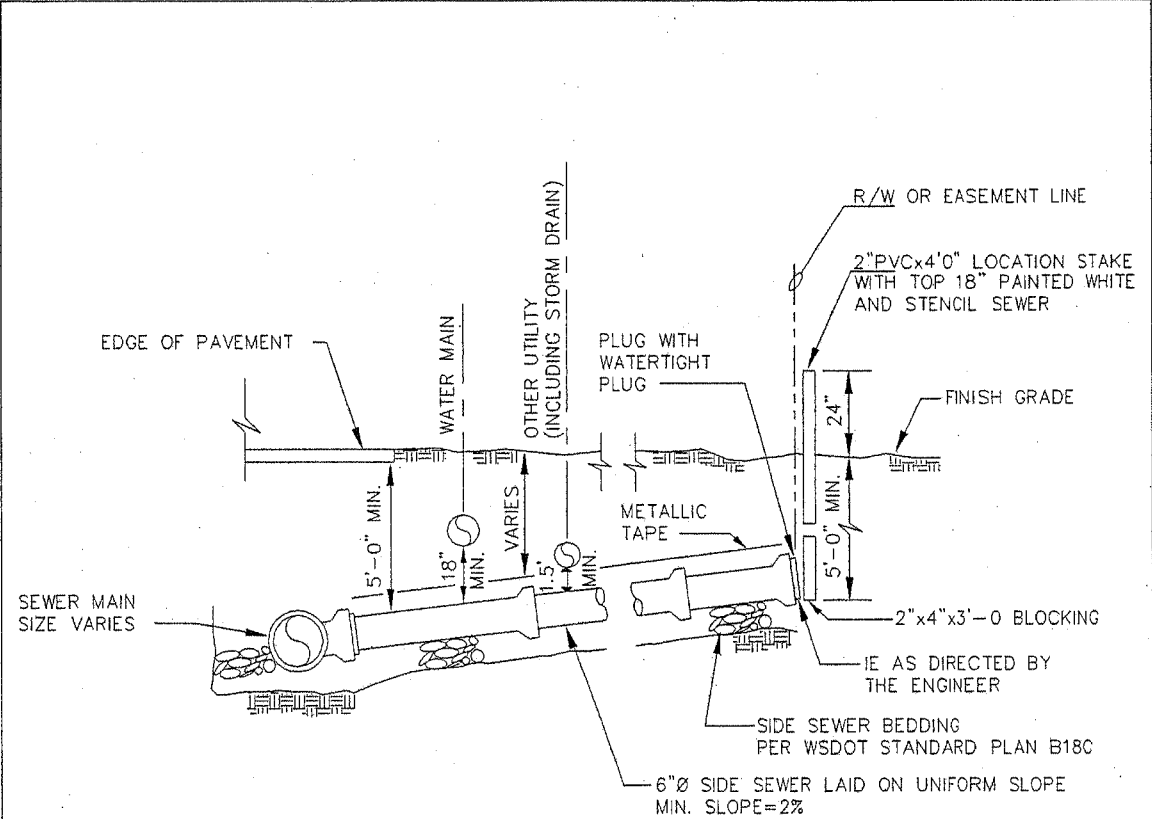 R/W OR EASEMENT LINE
2"PVCx4'0" LOCATION STAKE
WITH TOP 18" PAINTED WHITE
AND STENCIL SEWER
EDGE OF PAVEMENT
WATER MAIN
OTHER UTILITY
(INCLUDING STORM DRAIN)
PLUG WITH
WATERTIGHT
PLUG
24"
FINISH GRADE
5'-0" MIN.
18"
MIN.
VARIES
1.5'
MIN.
METALLIC
TAPE
5'-0" MIN.
SEWER MAIN
SIZE VARIES
2"x4"x3'-0 BLOCKING
IE AS DIRECTED BY
THE ENGINEER
SIDE SEWER BEDDING
PER WSDOT STANDARD PLAN B18C
6"Ø SIDE SEWER LAID ON UNIFORM SLOPE
MIN. SLOPE=2%